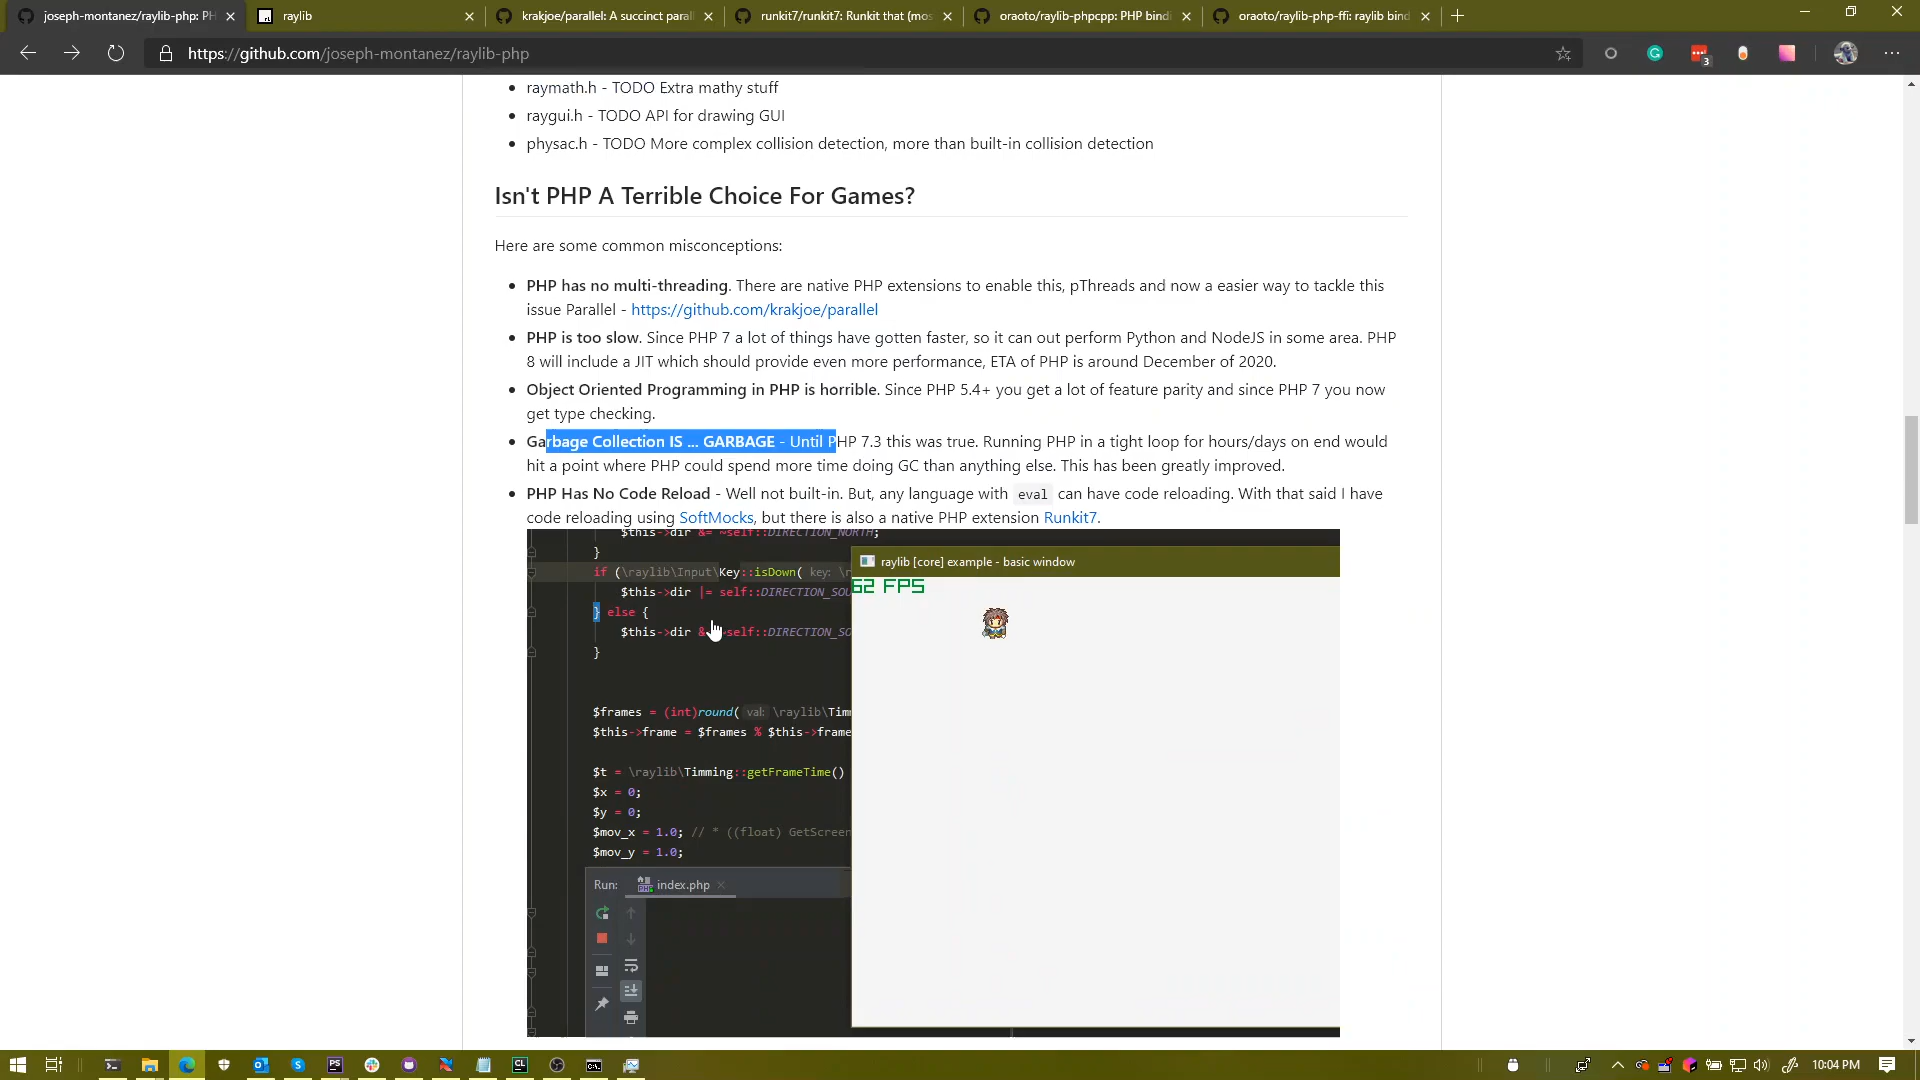 joseph-montanez/raylib-php: PH
raylib
krakjoe/parallel: A succinct paral
runkit7/runkit7: Runkit that (mos
oraoto/raylib-phpcpp: PHP bindi
oraoto/raylib-php-ffi: raylib bind
https://github.com/joseph-montanez/raylib-php
3
raymath.h - TODO Extra mathy stuff
raygui.h - TODO API for drawing GUI
physac.h - TODO More complex collision detection, more than built-in collision detection
Isn't PHP A Terrible Choice For Games?
Here are some common misconceptions:
PHP has no multi-threading. There are native PHP extensions to enable this, pThreads and now a easier way to tackle this
issue Parallel - https://github.com/krakjoe/parallel
PHP is too slow. Since PHP 7 a lot of things have gotten faster, so it can out perform Python and NodeJS in some area. PHP
8 will include a JIT which should provide even more performance, ETA of PHP is around December of 2020.
Object Oriented Programming in PHP is horrible. Since PHP 5.4+ you get a lot of feature parity and since PHP 7 you now
get type checking.
Garbage Collection IS ... GARBAGE - Until PHP 7.3 this was true. Running PHP in a tight loop for hours/days on end would
hit a point where PHP could spend more time doing GC than anything else. This has been greatly improved.
PHP Has No Code Reload - Well not built-in. But, any language with eval can have code reloading. With that said I have
code reloading using SoftMocks, but there is also a native PHP extension Runkit7.
$this->dir &= ~self::DIRECTION_NORTH;
}
raylib [core] example - basic window
if (\raylib\Input\Key::isDown( key: \r
62 FPS
$this->dir |= self::DIRECTION_SOU
} else {
$this->dir & ~self::DIRECTION_SO
}
$frames = (int)round( val: \raylib\Timm
$this->frame = $frames % $this->frame
$t = \raylib\Timming::getFrameTime()
$x = 0;
$y = 0;
$mov_x = 1.0; // * ((float) GetScreen
$mov_y = 1.0;
Run: index.php
10:04 PM